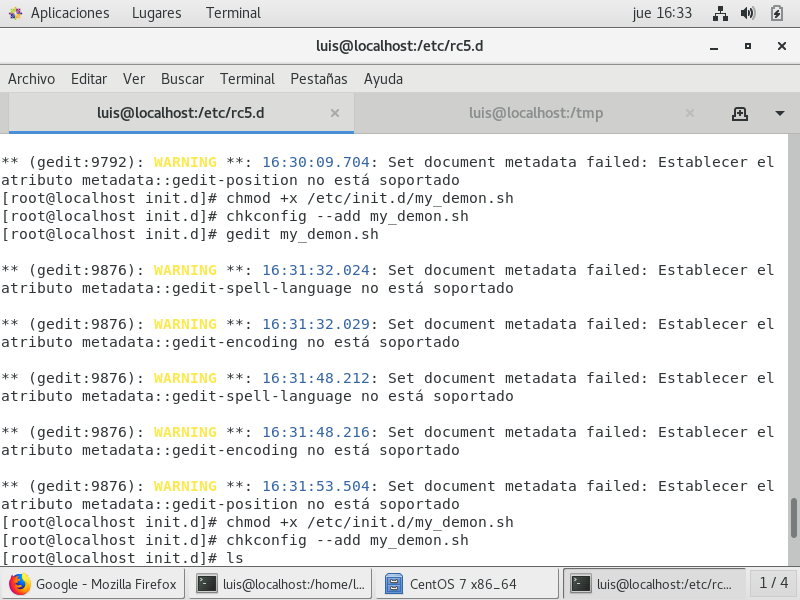 Aplicaciones Lugares Terminal jue 16:33
luis@localhost:/etc/rc5.d
Archivo Editar Ver Buscar Terminal Pestañas Ayuda
luis@localhost:/etc/rc5.d luis@localhost:/tmp
** (gedit:9792): WARNING **: 16:30:09.704: Set document metadata failed: Establecer el
atributo metadata::gedit-position no está soportado
[root@localhost init.d]# chmod +x /etc/init.d/my_demon.sh
[root@localhost init.d]# chkconfig --add my_demon.sh
[root@localhost init.d]# gedit my_demon.sh
** (gedit:9876): WARNING **: 16:31:32.024: Set document metadata failed: Establecer el
atributo metadata::gedit-spell-language no está soportado
** (gedit:9876): WARNING **: 16:31:32.029: Set document metadata failed: Establecer el
atributo metadata::gedit-encoding no está soportado
** (gedit:9876): WARNING **: 16:31:48.212: Set document metadata failed: Establecer el
atributo metadata::gedit-spell-language no está soportado
** (gedit:9876): WARNING **: 16:31:48.216: Set document metadata failed: Establecer el
atributo metadata::gedit-encoding no está soportado
** (gedit:9876): WARNING **: 16:31:53.504: Set document metadata failed: Establecer el
atributo metadata::gedit-position no está soportado
[root@localhost init.d]# chmod +x /etc/init.d/my_demon.sh
[root@localhost init.d]# chkconfig --add my_demon.sh
[root@localhost init.d]# ls
Google - Mozilla Firefox luis@localhost:/home/l... CentOS 7 x86_64 luis@localhost:/etc/rc... 1 / 4